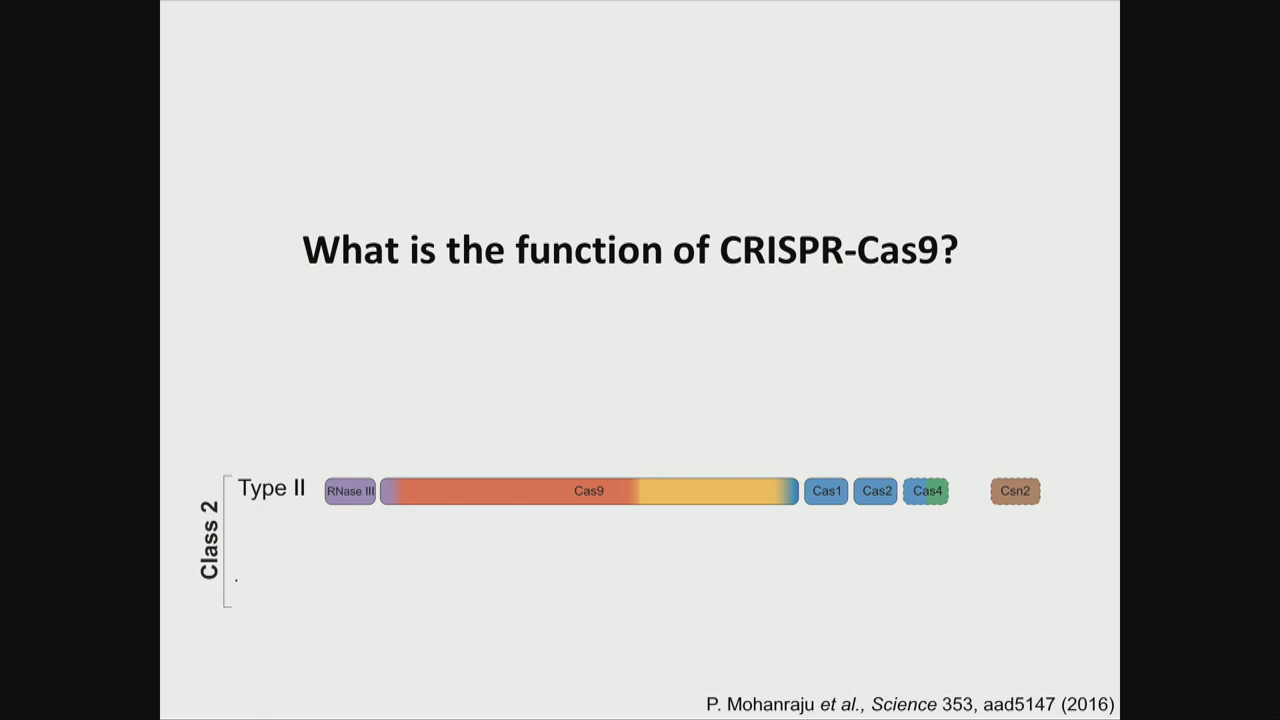 What is the function of CRISPR-Cas9?
Class 2
Type II
RNase III
Cas9
Cas1
Cas2
Cas4
Csn2
P. Mohanraju et al., Science 353, aad5147 (2016)